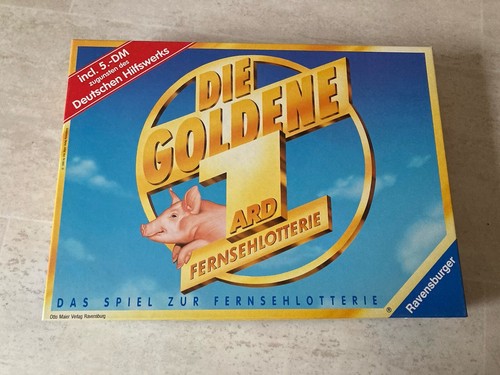 incl. 5,-DM
zugunsten des
Deutschen Hilfswerks
DIE
GOLDENE
1
ARD
FERNSEHLOTTERIE
DAS SPIEL ZUR FERNSEHLOTTERIE
®
Ravensburger
Otto Maier Verlag Ravensburg